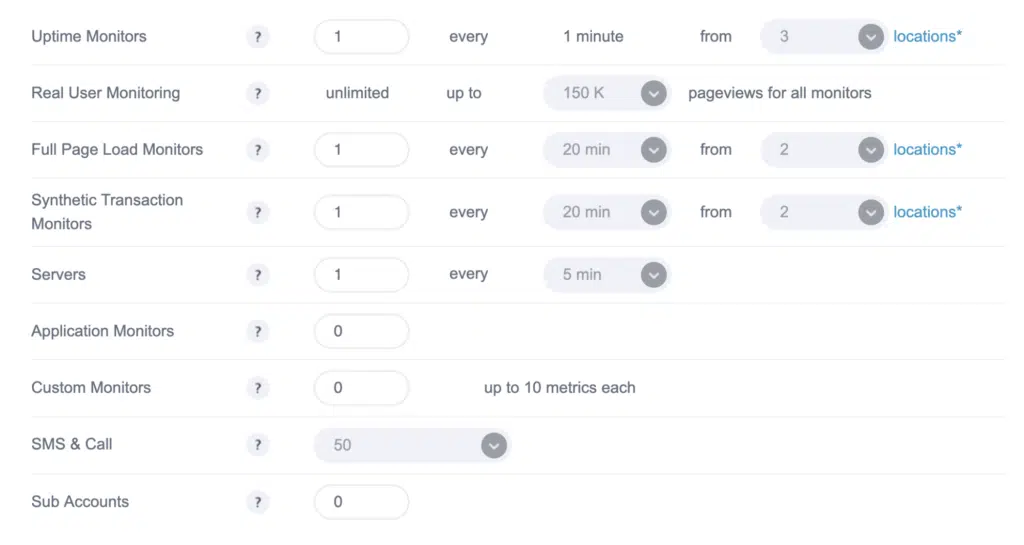 Uptime Monitors ? 1 every 1 minute from 3 locations*
Real User Monitoring ? unlimited up to 150 K pageviews for all monitors
Full Page Load Monitors ? 1 every 20 min from 2 locations*
Synthetic Transaction
Monitors ? 1 every 20 min from 2 locations*
Servers ? 1 every 5 min
Application Monitors ? 0
Custom Monitors ? 0 up to 10 metrics each
SMS & Call ? 50
Sub Accounts ? 0